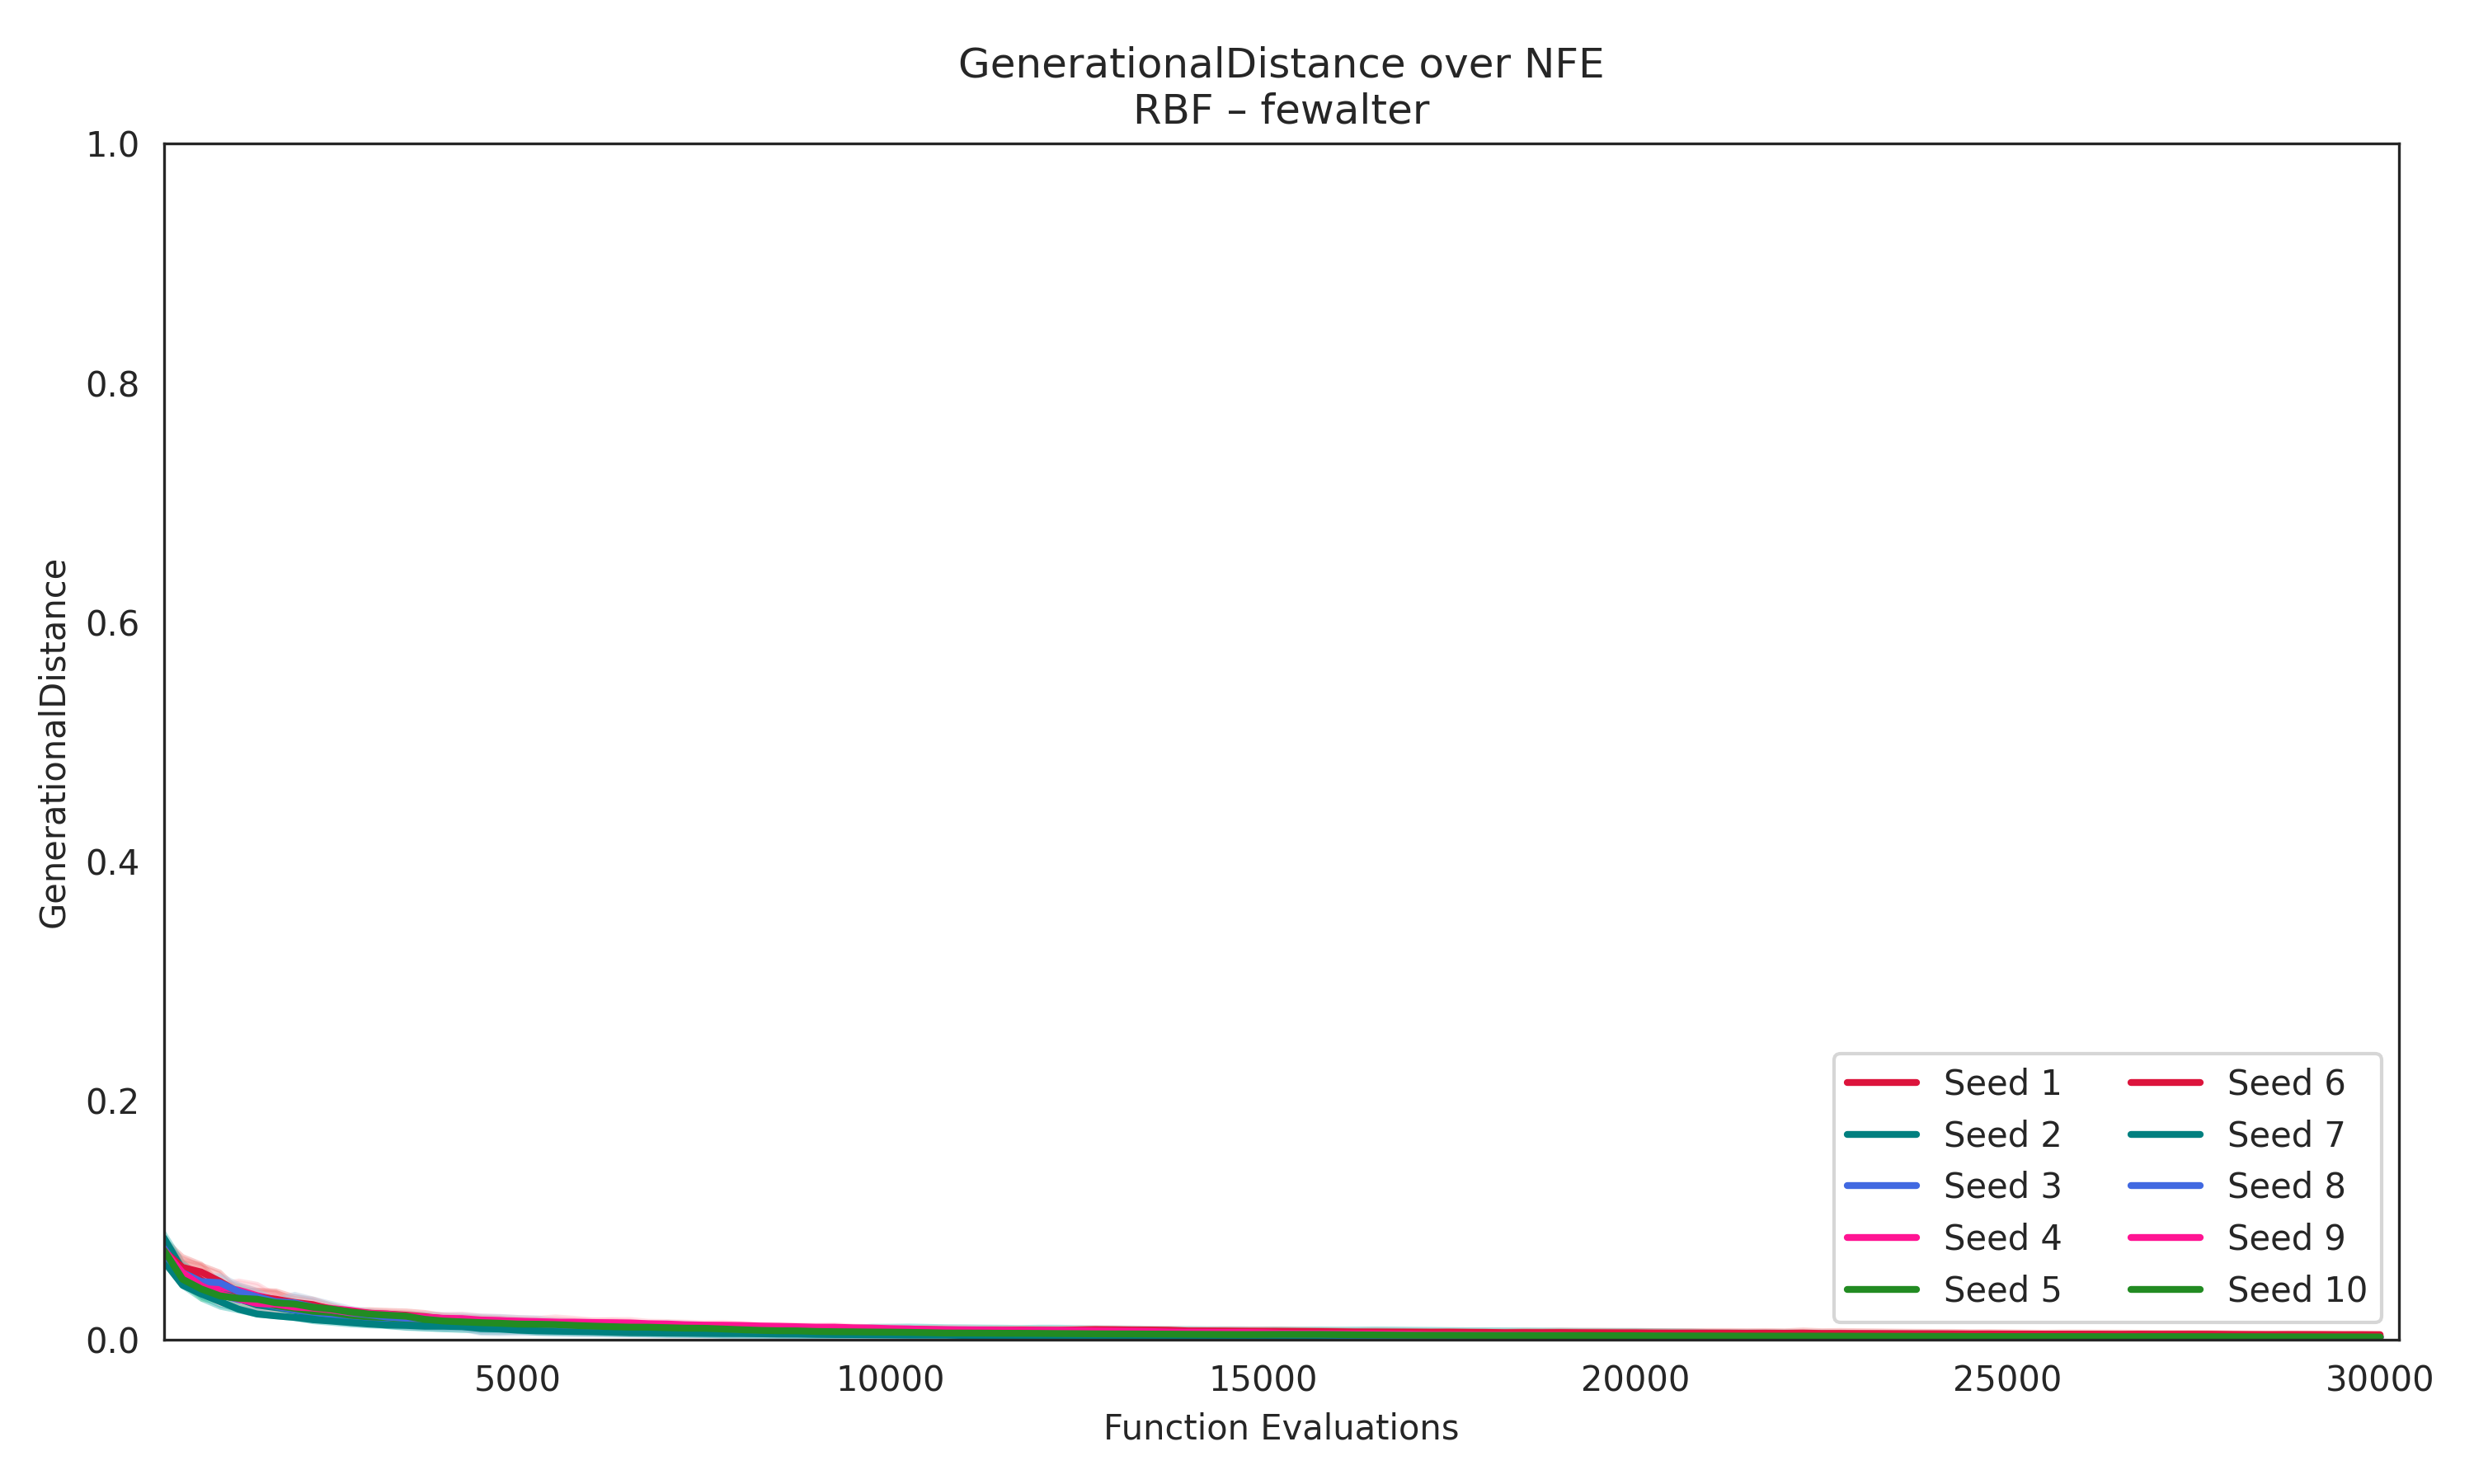 GenerationalDistance over NFE
RBF – fewalter
1.0
0.8
0.6
0.4
0.2
0.0
GenerationalDistance
5000
10000
15000
20000
25000
30000
Function Evaluations
Seed 1
Seed 2
Seed 3
Seed 4
Seed 5
Seed 6
Seed 7
Seed 8
Seed 9
Seed 10